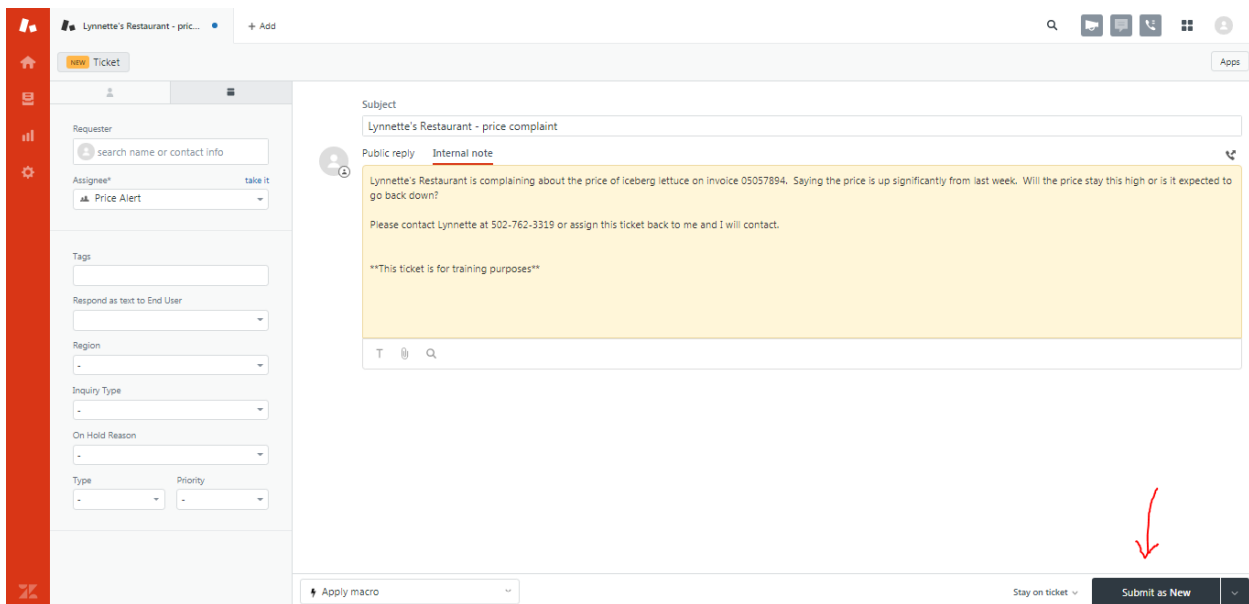 Lynnette's Restaurant - pric...
+ Add
NEW Ticket
Apps
Requester
search name or contact info
Assignee*
take it
Price Alert
Tags
Respond as text to End User
Region
-
Inquiry Type
-
On Hold Reason
-
Type
Priority
-
-
Subject
Lynnette's Restaurant - price complaint
Public reply
Internal note
Lynnette's Restaurant is complaining about the price of iceberg lettuce on invoice 05057894. Saying the price is up significantly from last week. Will the price stay this high or is it expected to
go back down?
Please contact Lynnette at 502-762-3319 or assign this ticket back to me and I will contact.
**This ticket is for training purposes**
T
Apply macro
Stay on ticket
Submit as New